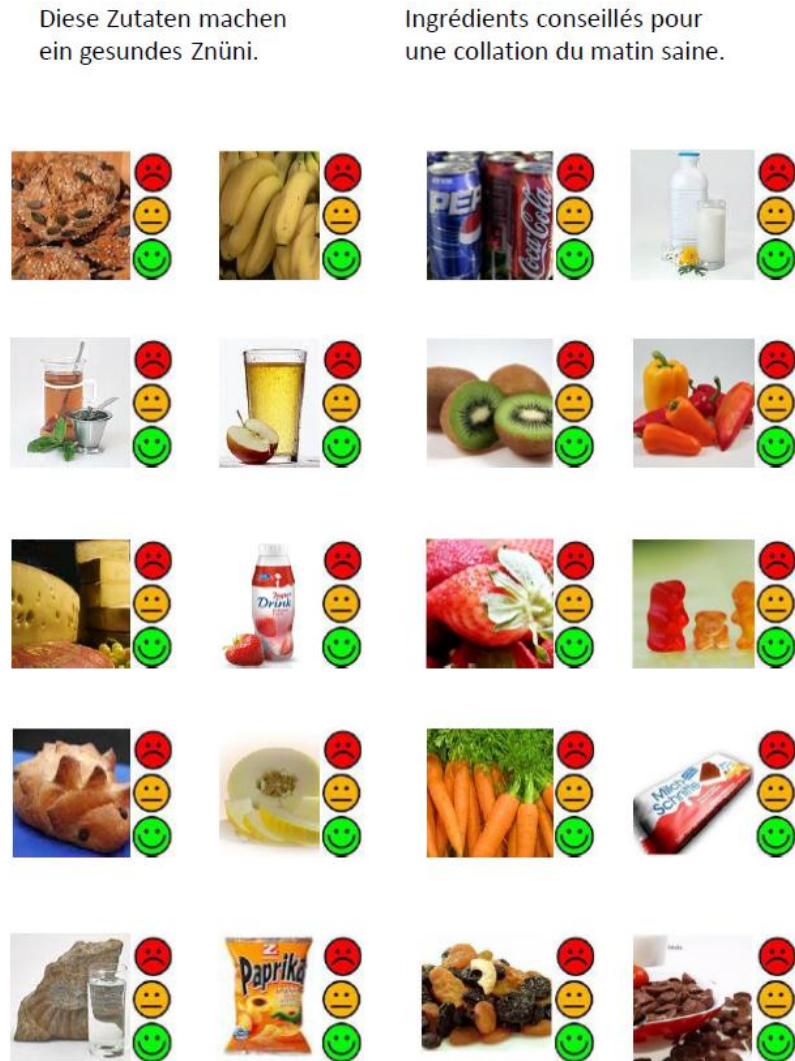 Diese Zutaten machen
ein gesundes Znüni.
Ingrédients conseillés pour
une collation du matin saine.
PEP
Coca-Cola
Drink
Milch
Schnitte
Z
Paprika